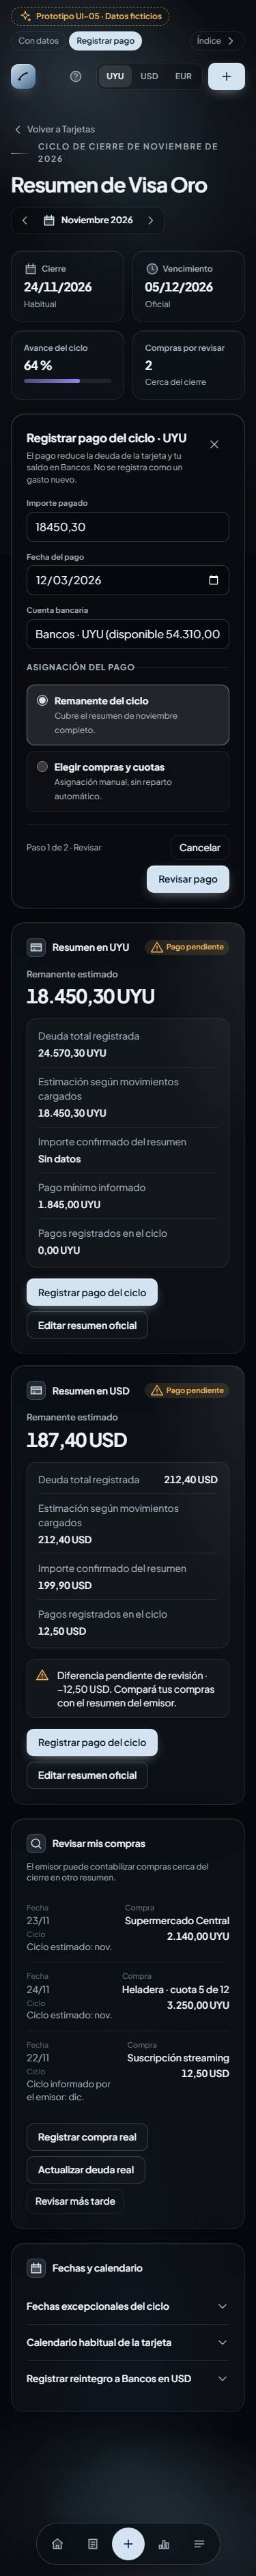 Prototipo UI-05 · Datos ficticios
Con datos
Registrar pago
Índice
UYU
USD
EUR
Volver a Tarjetas
CICLO DE CIERRE DE NOVIEMBRE DE
2026
Resumen de Visa Oro
Noviembre 2026
Cierre
24/11/2026
Habitual
Vencimiento
05/12/2026
Oficial
Avance del ciclo
64 %
Compras por revisar
2
Cerca del cierre
Registrar pago del ciclo · UYU
El pago reduce la deuda de la tarjeta y tu
saldo en Bancos. No se registra como un
gasto nuevo.
Importe pagado
18450,30
Fecha del pago
12/03/2026
Cuenta bancaria
Bancos · UYU (disponible 54.310,00
ASIGNACIÓN DEL PAGO
Remanente del ciclo
Cubre el resumen de noviembre
completo.
Elegir compras y cuotas
Asignación manual, sin reparto
automático.
Paso 1 de 2 · Revisar
Cancelar
Revisar pago
Resumen en UYU
Pago pendiente
Remanente estimado
18.450,30 UYU
Deuda total registrada
24.570,30 UYU
Estimación según movimientos
cargados
18.450,30 UYU
Importe confirmado del resumen
Sin datos
Pago mínimo informado
1.845,00 UYU
Pagos registrados en el ciclo
0,00 UYU
Registrar pago del ciclo
Editar resumen oficial
Resumen en USD
Pago pendiente
Remanente estimado
187,40 USD
Deuda total registrada
212,40 USD
Estimación según movimientos
cargados
212,40 USD
Importe confirmado del resumen
199,90 USD
Pagos registrados en el ciclo
12,50 USD
Diferencia pendiente de revisión ·
−12,50 USD. Compará tus compras
con el resumen del emisor.
Registrar pago del ciclo
Editar resumen oficial
Revisar mis compras
El emisor puede contabilizar compras cerca del
cierre en otro resumen.
Fecha
23/11
Ciclo
Ciclo estimado: nov.
Compra
Supermercado Central
2.140,00 UYU
Fecha
24/11
Ciclo
Ciclo estimado: nov.
Compra
Heladera · cuota 5 de 12
3.250,00 UYU
Fecha
22/11
Ciclo
Ciclo informado por
el emisor: dic.
Compra
Suscripción streaming
12,50 USD
Registrar compra real
Actualizar deuda real
Revisar más tarde
Fechas y calendario
Fechas excepcionales del ciclo
Calendario habitual de la tarjeta
Registrar reintegro a Bancos en USD